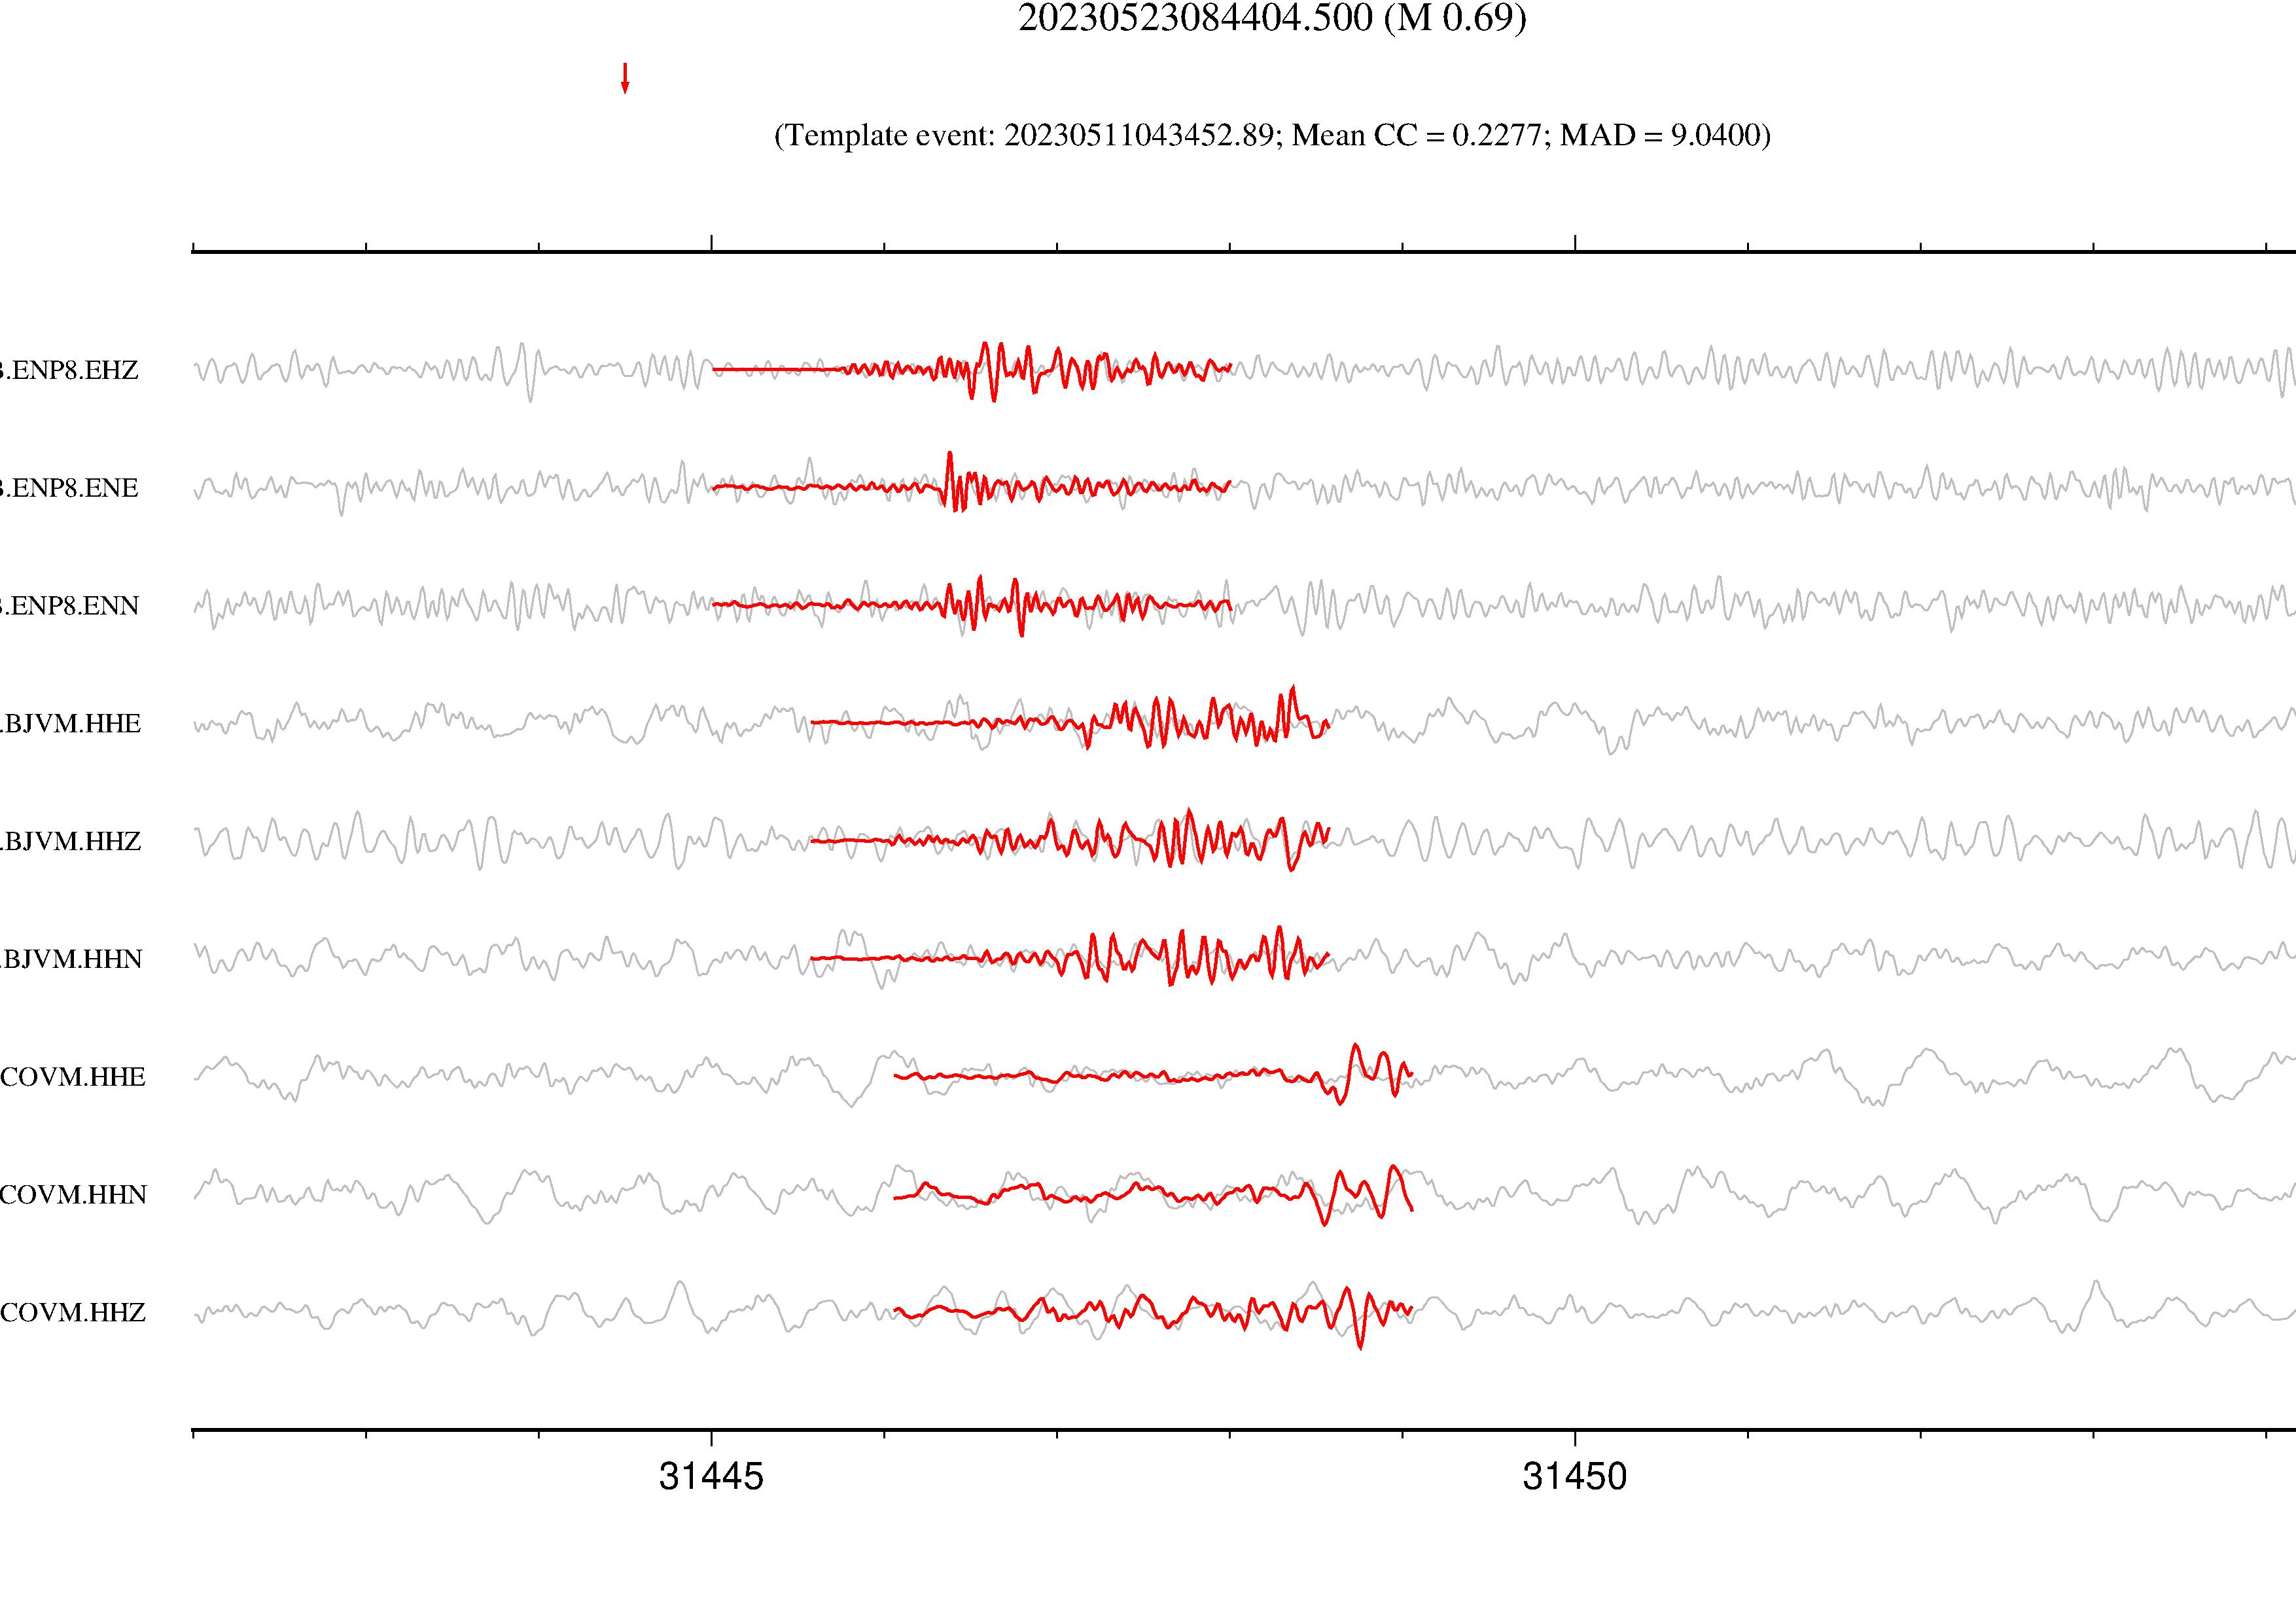 20230523084404.500 (M 0.69)
(Template event: 20230511043452.89; Mean CC = 0.2277; MAD = 9.0400)
.ENP8.EHZ
.ENP8.ENE
.ENP8.ENN
.BJVM.HHE
.BJVM.HHZ
.BJVM.HHN
COVM.HHE
COVM.HHN
COVM.HHZ
31445 31450